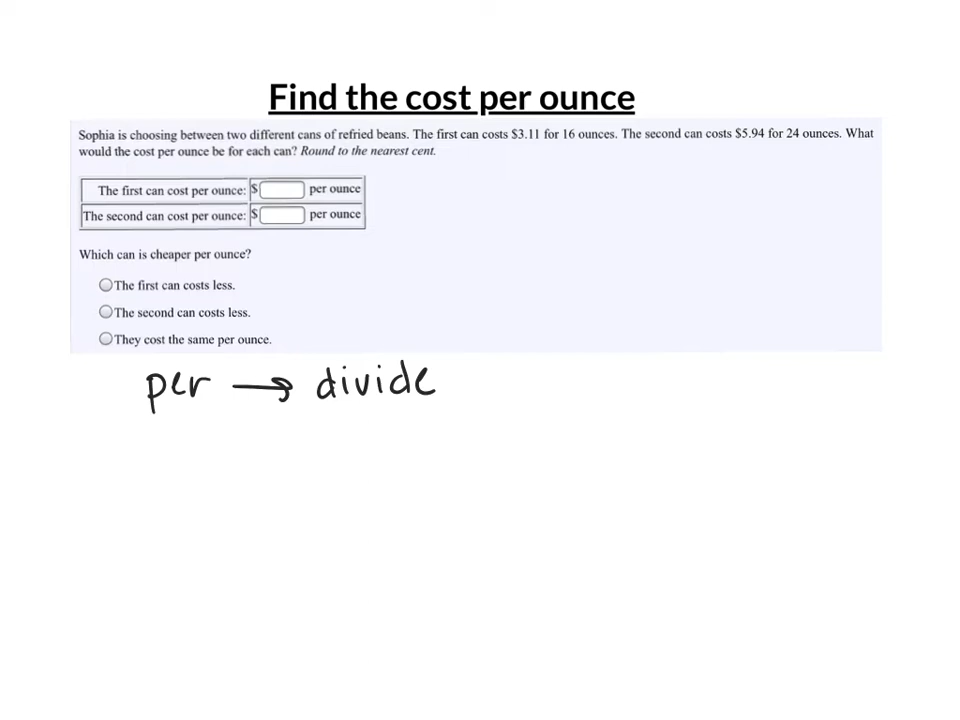 Find the cost per ounce
Sophia is choosing between two different cans of refried beans. The first can costs $3.11 for 16 ounces. The second can costs $5.94 for 24 ounces. What
would the cost per ounce be for each can? Round to the nearest cent.
The first can cost per ounce: $ per ounce
The second can cost per ounce: $ per ounce
Which can is cheaper per ounce?
The first can costs less.
The second can costs less.
They cost the same per ounce.
per → divide